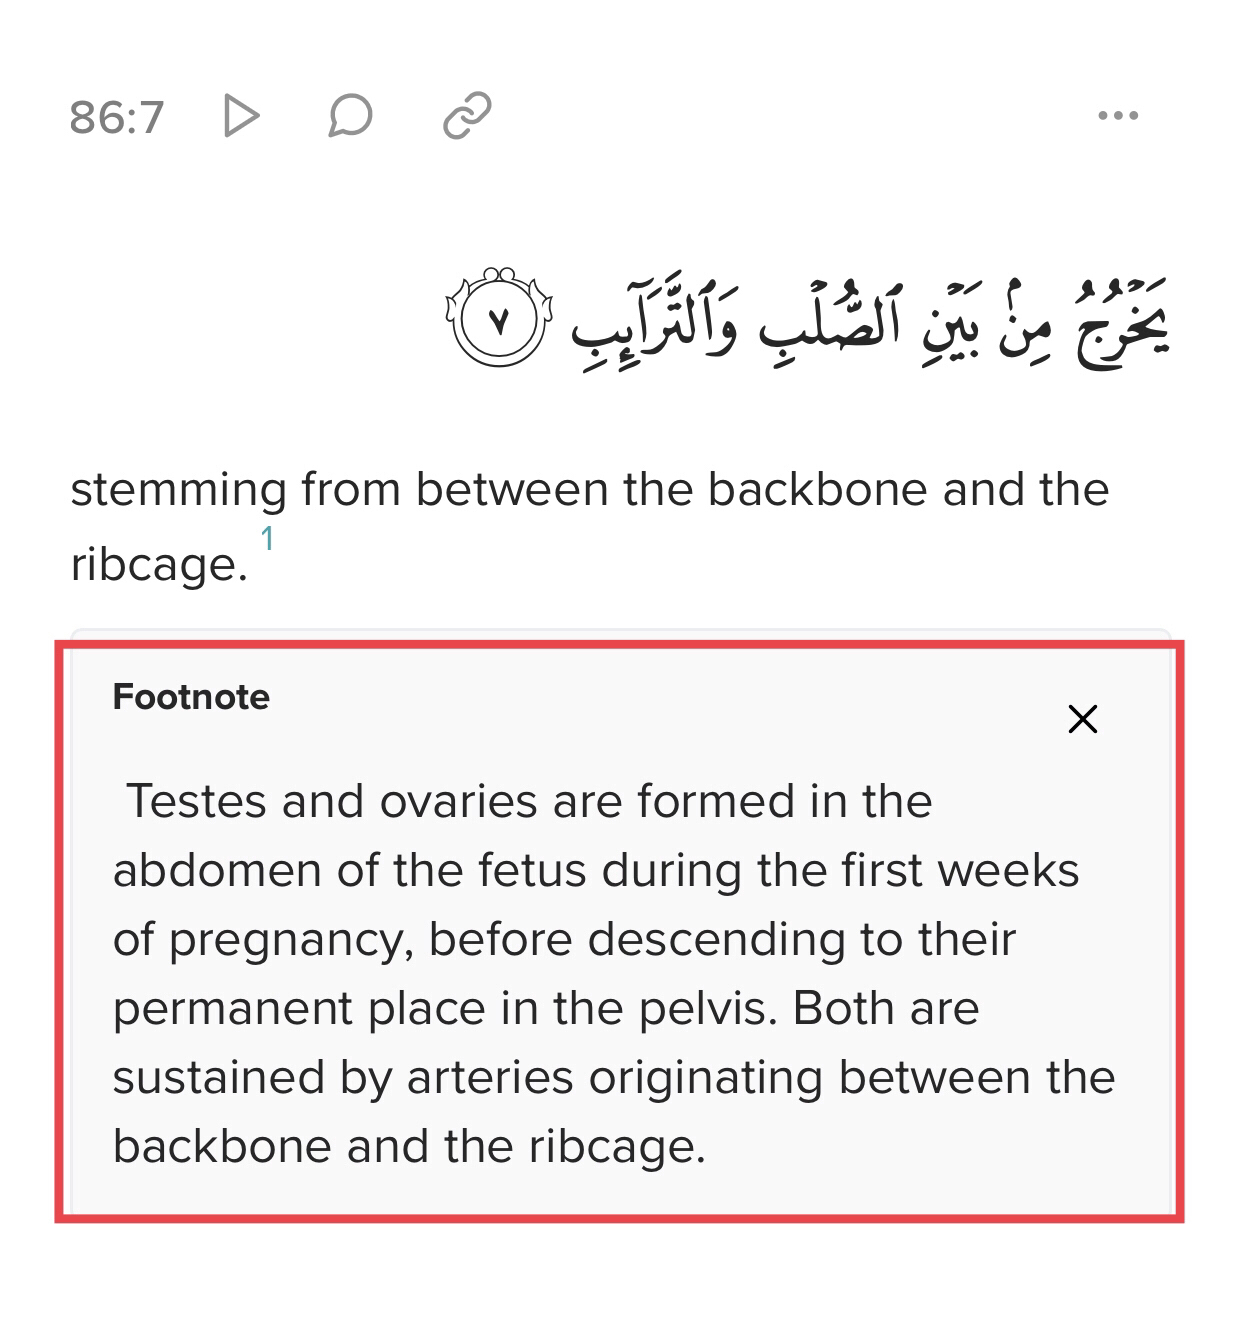 86:7
يَخْرُجُ مِنۢ بَيْنِ ٱلصُّلْبِ وَٱلتَّرَآئِبِ ٧
stemming from between the backbone and the
ribcage. 1
Footnote
Testes and ovaries are formed in the
abdomen of the fetus during the first weeks
of pregnancy, before descending to their
permanent place in the pelvis. Both are
sustained by arteries originating between the
backbone and the ribcage.